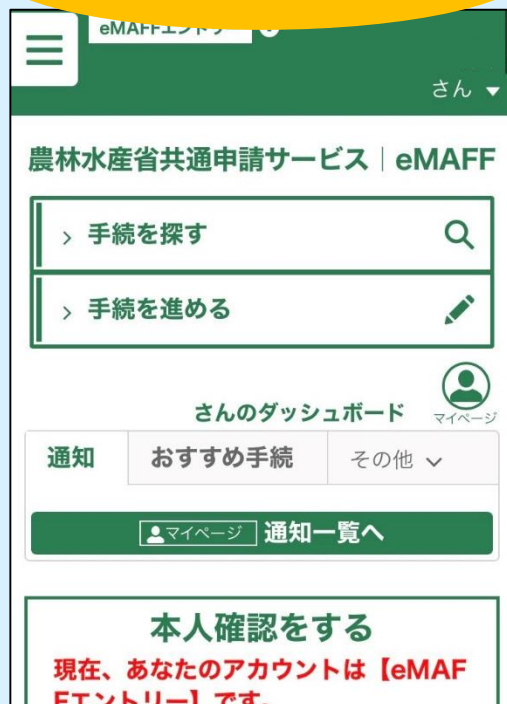 eMAFFエントリー
さん ▼
農林水産省共通申請サービス｜eMAFF
> 手続を探す
> 手続を進める
さんのダッシュボード
マイページ
通知 おすすめ手続 その他
マイページ 通知一覧へ
本人確認をする
現在、あなたのアカウントは【eMAF
Fエントリー】です。